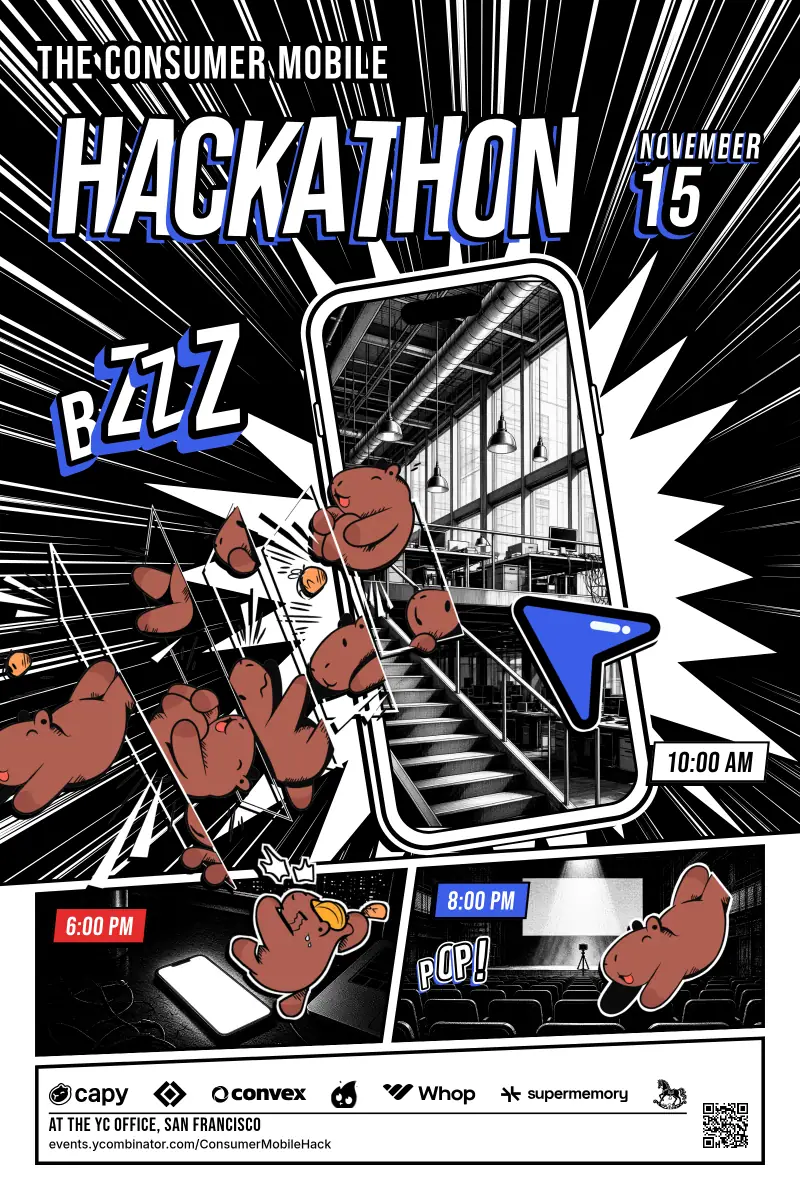 THE CONSUMER MOBILE
HACKATHON
NOVEMBER
15
BZZZ
10:00 AM
6:00 PM
8:00 PM
POP!
capy
convex
Whop
supermemory
AT THE YC OFFICE, SAN FRANCISCO
events.ycombinator.com/ConsumerMobileHack